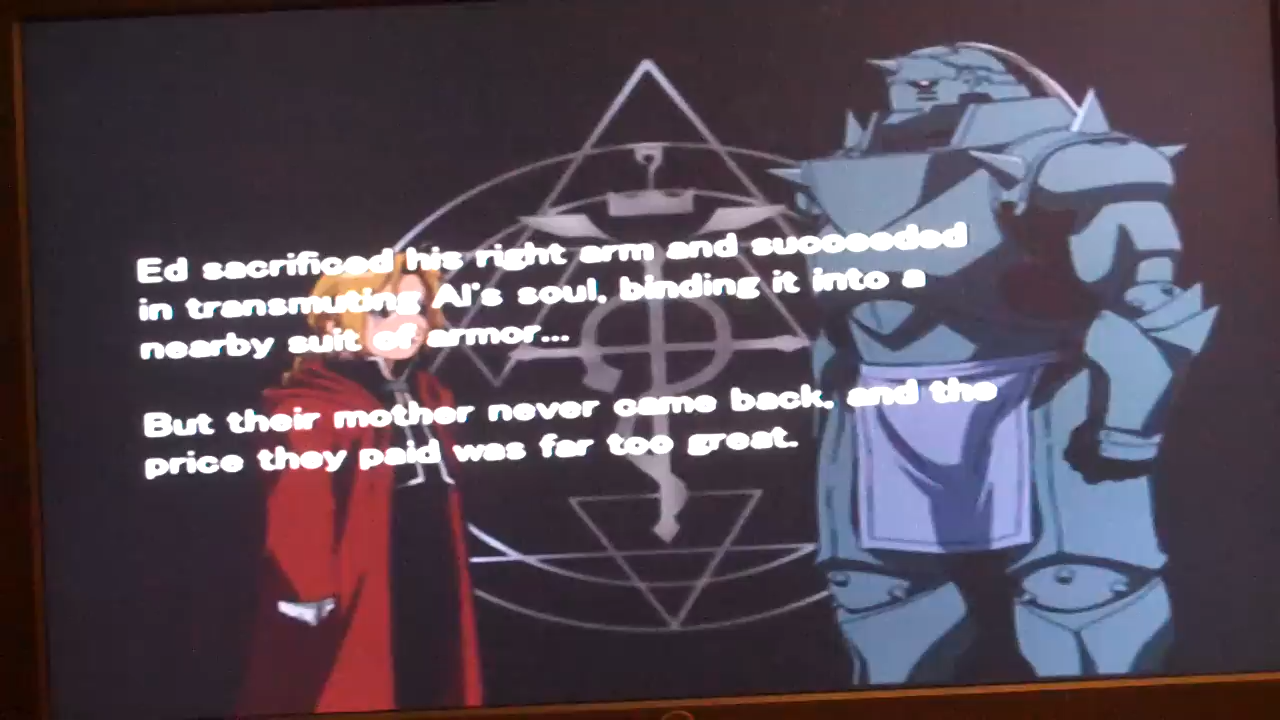 Ed sacrificed his right arm and succeeded
in transmuting Al's soul, binding it into a
nearby suit of armor...
But their mother never came back, and the
price they paid was far too great.